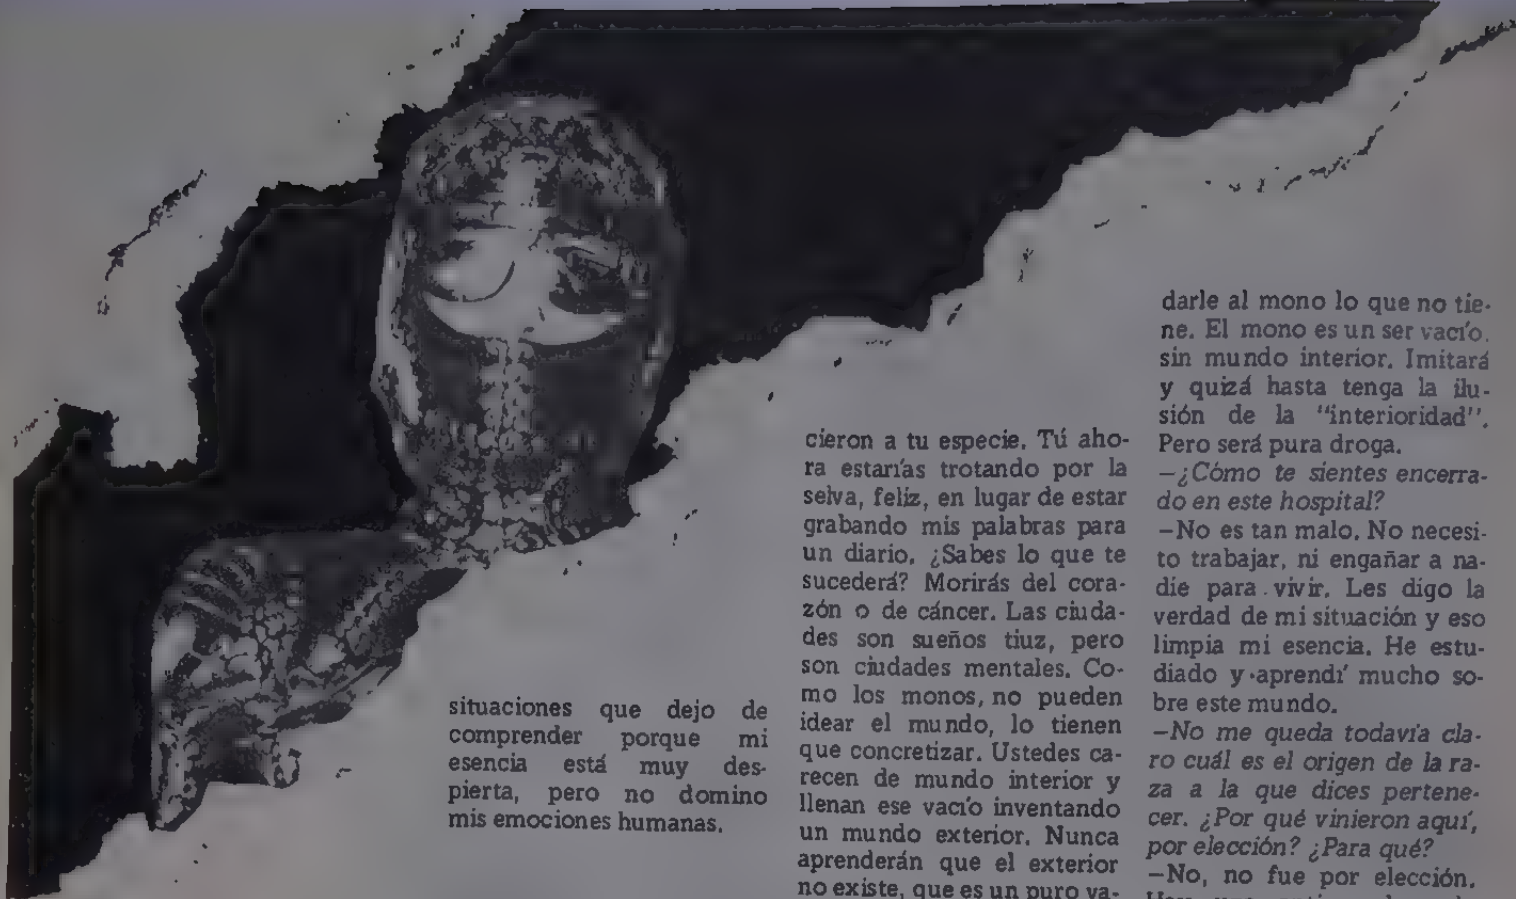 situaciones que dejo de
comprender porque mi
esencia está muy des-
pierta, pero no domino
mis emociones humanas.
cieron a tu especie. Tú aho-
ra estarías trotando por la
selva, feliz, en lugar de estar
grabando mis palabras para
un diario. ¿Sabes lo que te
sucederá? Morirás del cora-
zón o de cáncer. Las ciuda-
des son sueños tiuz, pero
son ciudades mentales. Co-
mo los monos, no pueden
idear el mundo, lo tienen
que concretizar. Ustedes ca-
recen de mundo interior y
llenan ese vacío inventando
un mundo exterior. Nunca
aprenderán que el exterior
no existe, que es un puro va-
darle al mono lo que no tie-
ne. El mono es un ser vacío.
sin mundo interior. Imitará
y quizá hasta tenga la ilu-
sión de la "interioridad".
Pero será pura droga.
—¿Cómo te sientes encerra-
do en este hospital?
—No es tan malo. No necesi-
to trabajar, ni engañar a na-
die para vivir. Les digo la
verdad de mi situación y eso
limpia mi esencia. He estu-
diado y aprendí mucho so-
bre este mundo.
—No me queda todavía cla-
ro cuál es el origen de la ra-
za a la que dices pertene-
cer. ¿Por qué vinieron aquí,
por elección? ¿Para qué?
—No, no fue por elección.